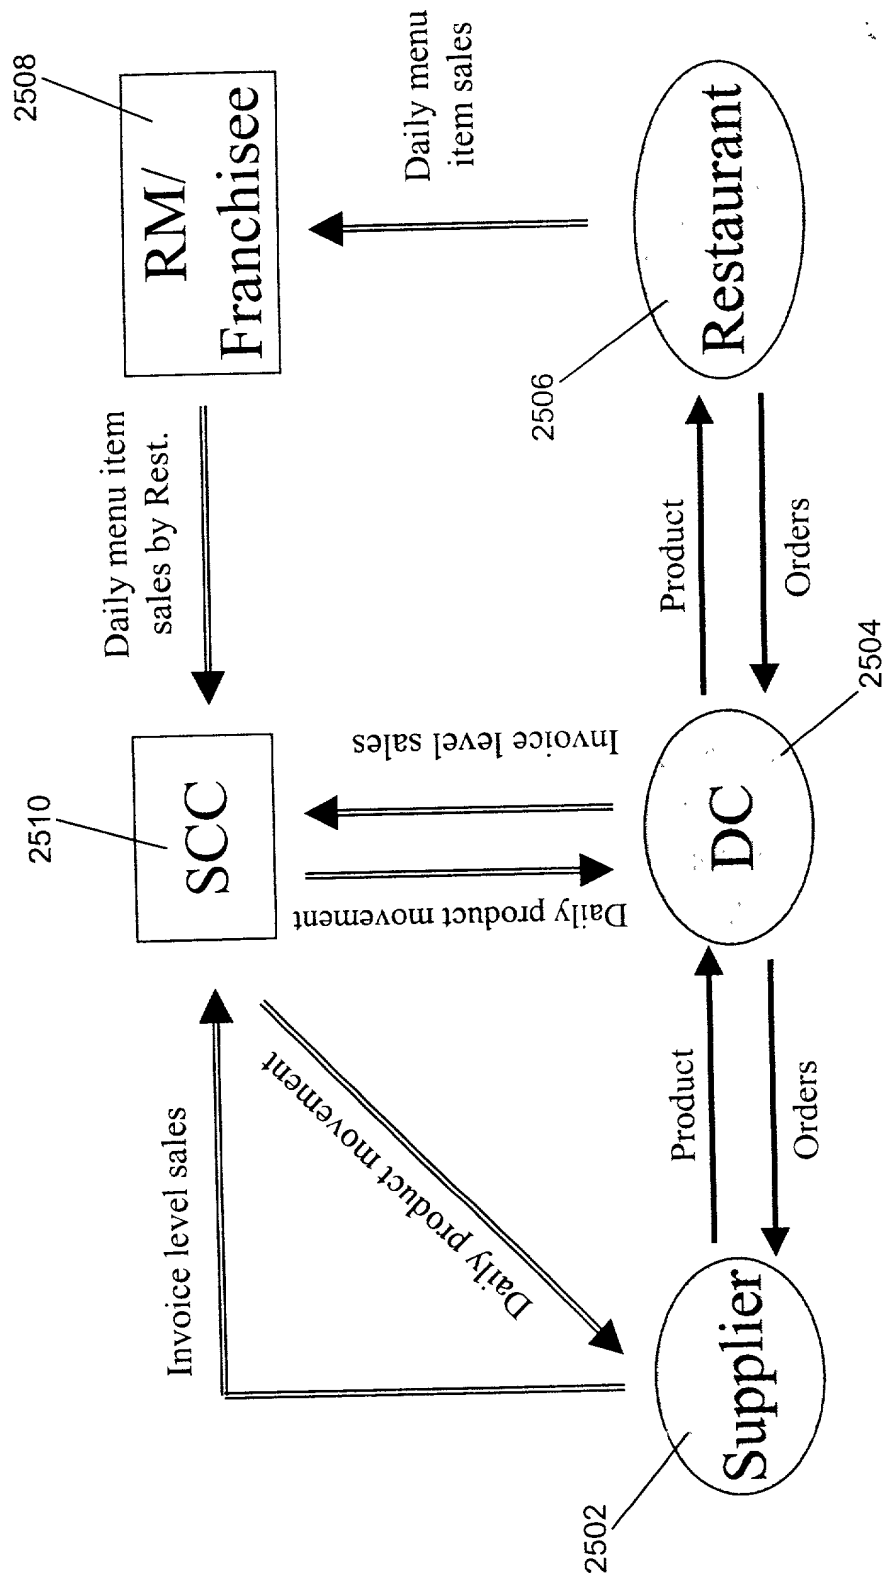 2510
2508
SCC
RM/
Franchisee
Daily menu item
sales by Rest.
Daily menu
item sales
Invoice level sales
Daily product movement
Daily product movement
Invoice level sales
2502
Supplier
Product
Orders
DC
2504
Product
Orders
2506
Restaurant